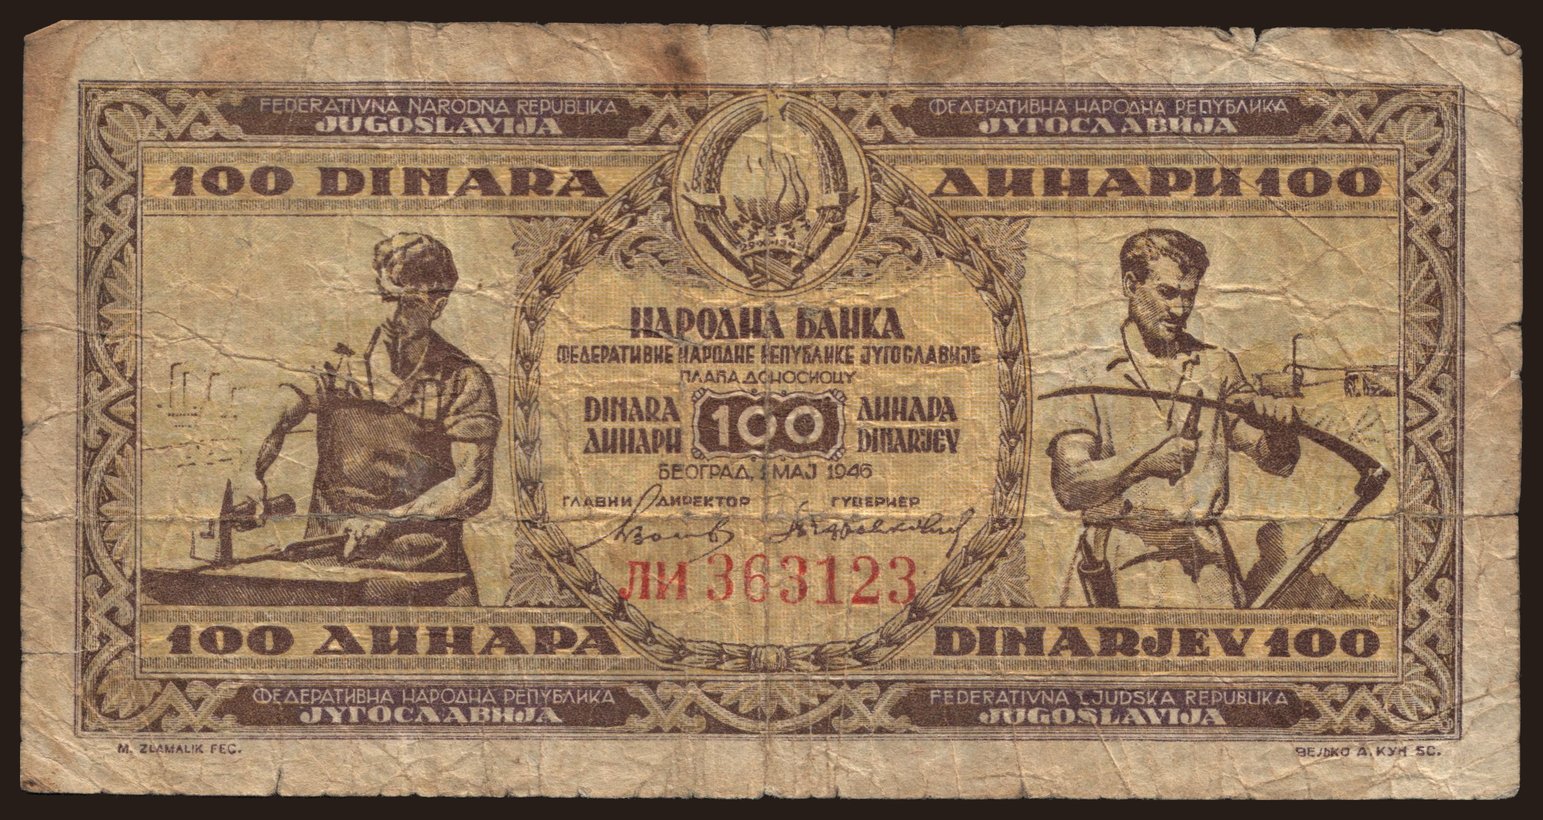 FEDERATIVNA NARODNA REPUBLIKA
JUGOSLAVIJA
ФЕДЕРАТИВНА НАРОДНА РЕПУБЛИКА
ЈУГОСЛАВИЈА
100 DINARA
ДИНАРИ 100
НАРОДНА БАНКА
ФЕДЕРАТИВНЕ НАРОДНЕ РЕПУБЛИКЕ ЈУГОСЛАВИЈЕ
ПЛАЋА ДОНОСИОЦУ
DINARA 100 ДИНАРА
ДИНАРИ DINARJEV
БЕОГРАД, 1 МАЈ 1946
ГЛАВНИ ДИРЕКТОР ГУВЕРНЕР
ЛИ 363123
100 ДИНАРА
DINARJEV 100
ФЕДЕРАТИВНА НАРОДНА РЕПУБЛИКА
ЈУГОСЛАВИЈА
FEDERATIVNA LJUDSKA REPUBLIKA
JUGOSLAVIJA
M. ZLAMALIK FEC.
ВЕЉКО А. КУН SC.